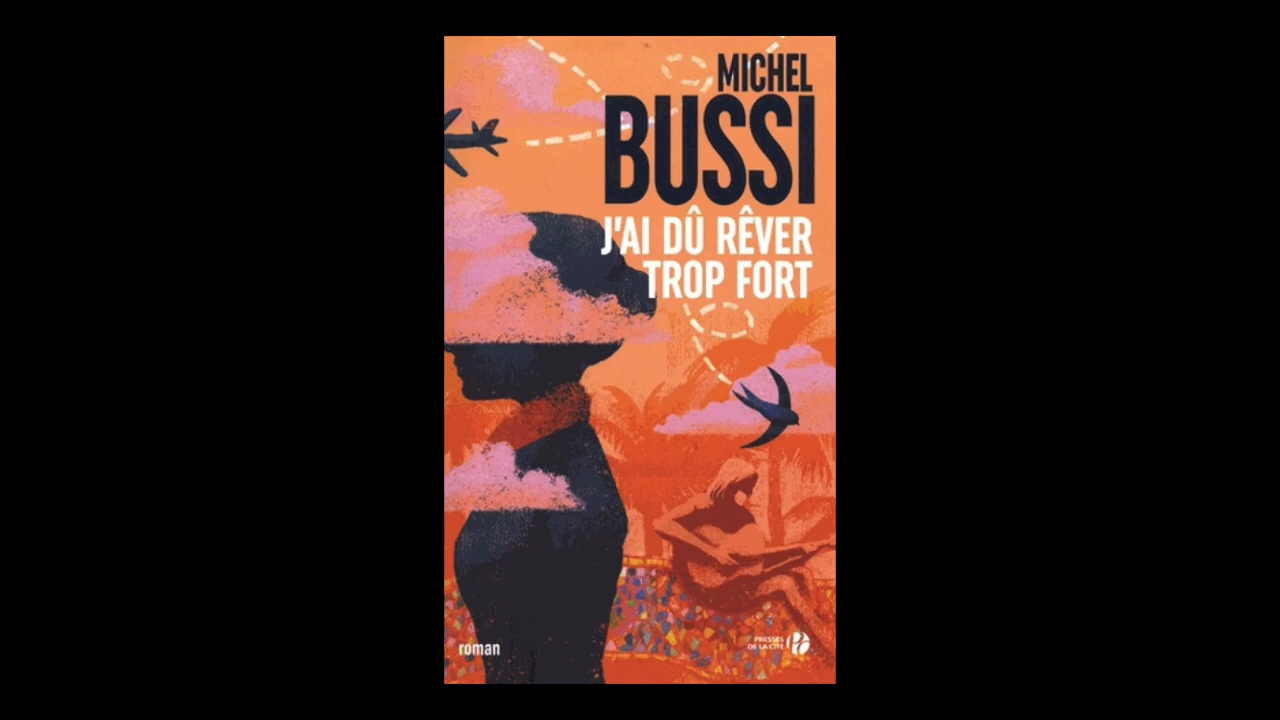 MICHEL
BUSSI
J'AI DÛ RÊVER
TROP FORT
roman
PRESSES
DE LA CITÉ